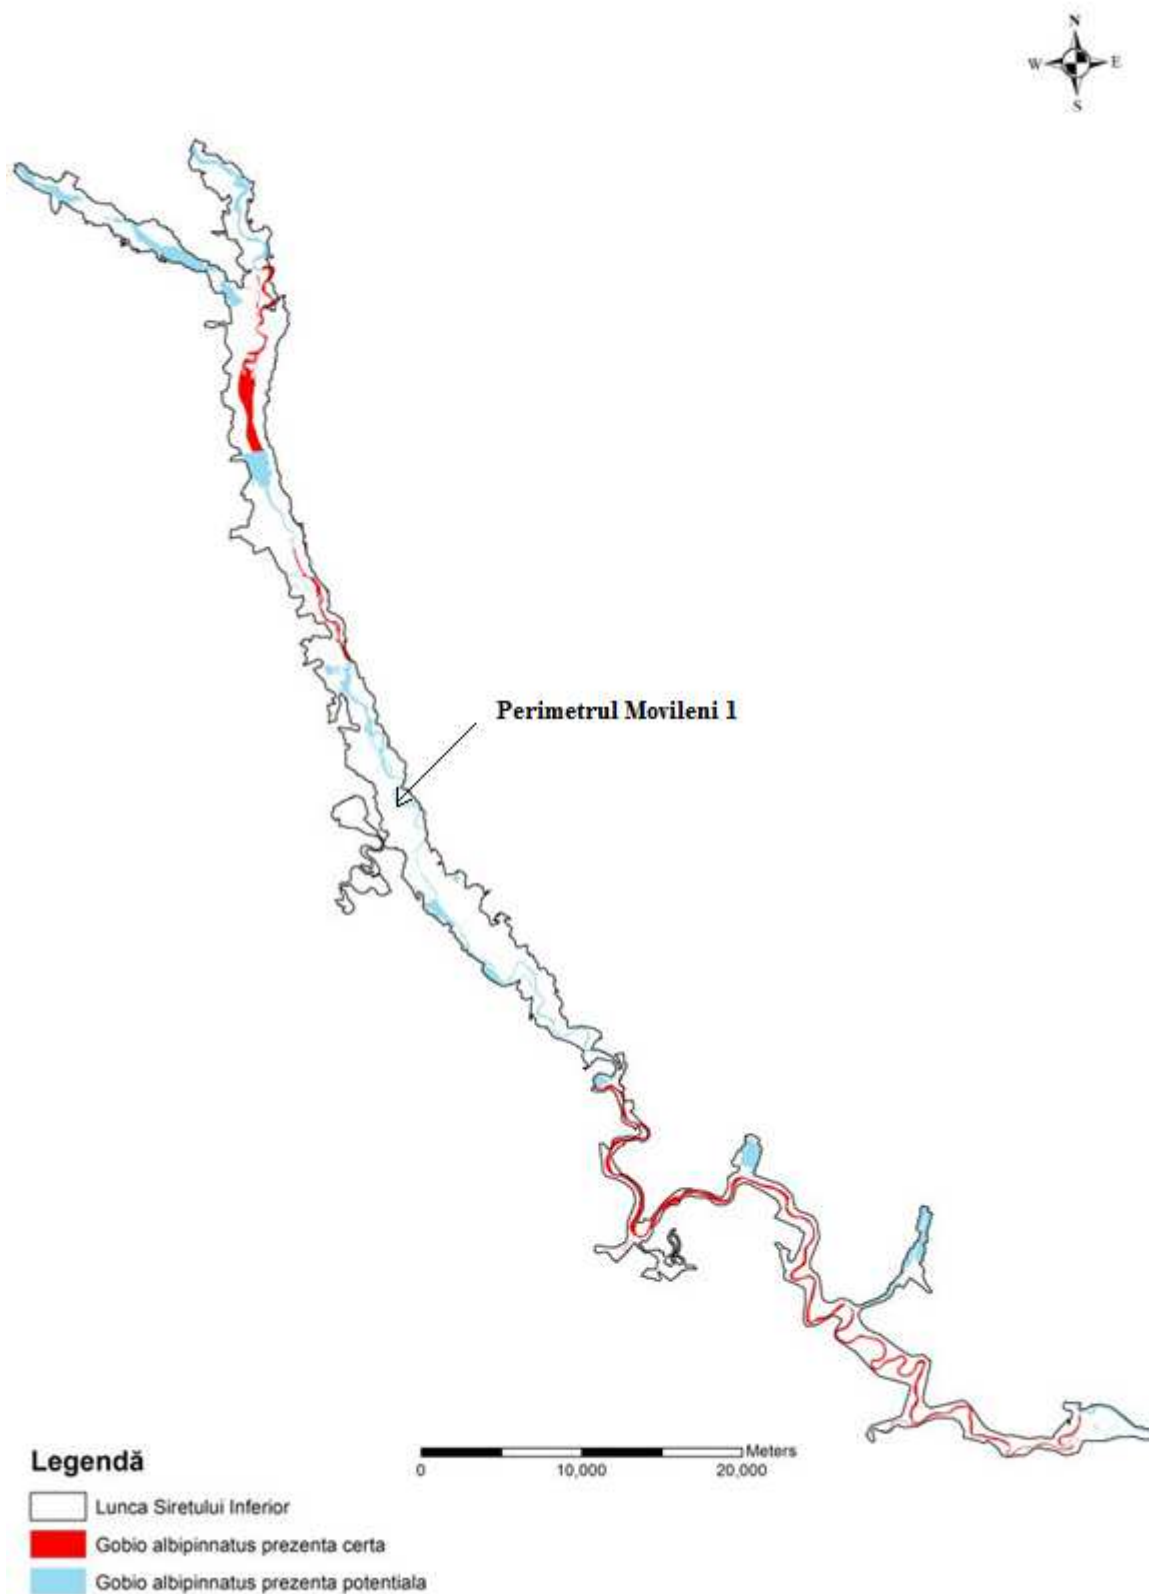 N
W E
S
Perimetrul Movileni 1
Legendă
Meters
0 10,000 20,000
Lunca Siretului Inferior
Gobio albipinnatus prezenta certa
Gobio albipinnatus prezenta potentiala